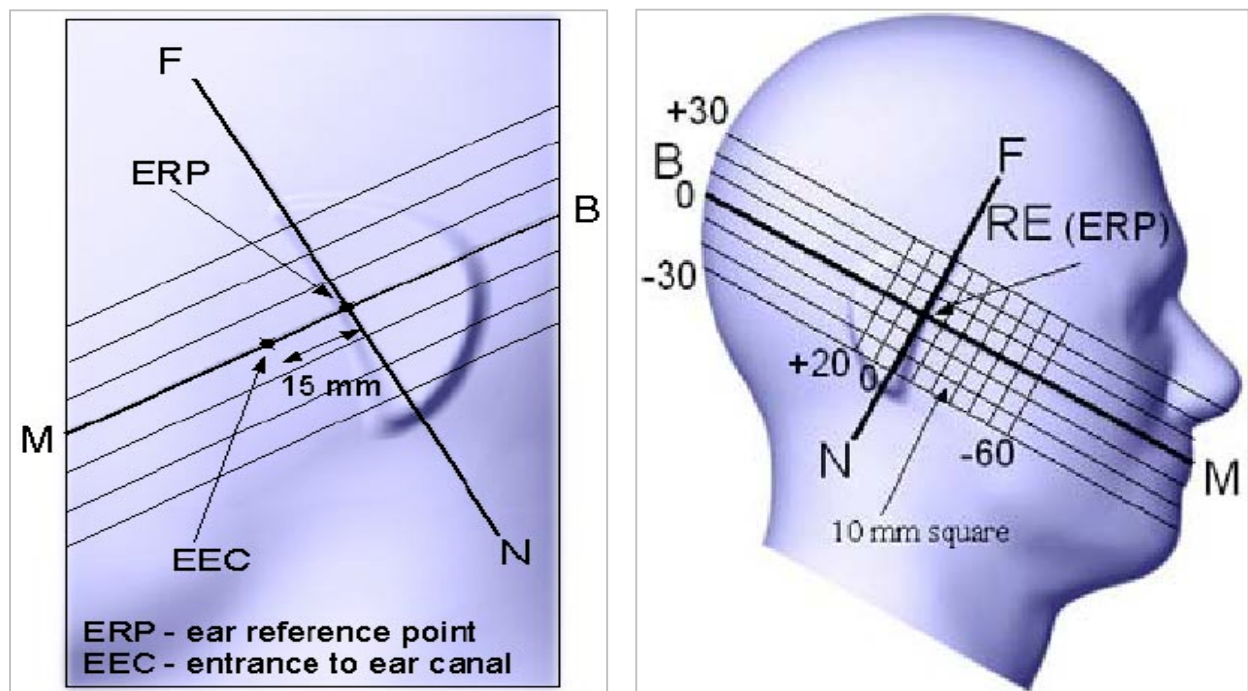 F
ERP
B
15 mm
M
EEC
N
ERP - ear reference point
EEC - entrance to ear canal
+30
B
F
0
RE (ERP)
-30
+20
0
-60
N
M
10 mm square